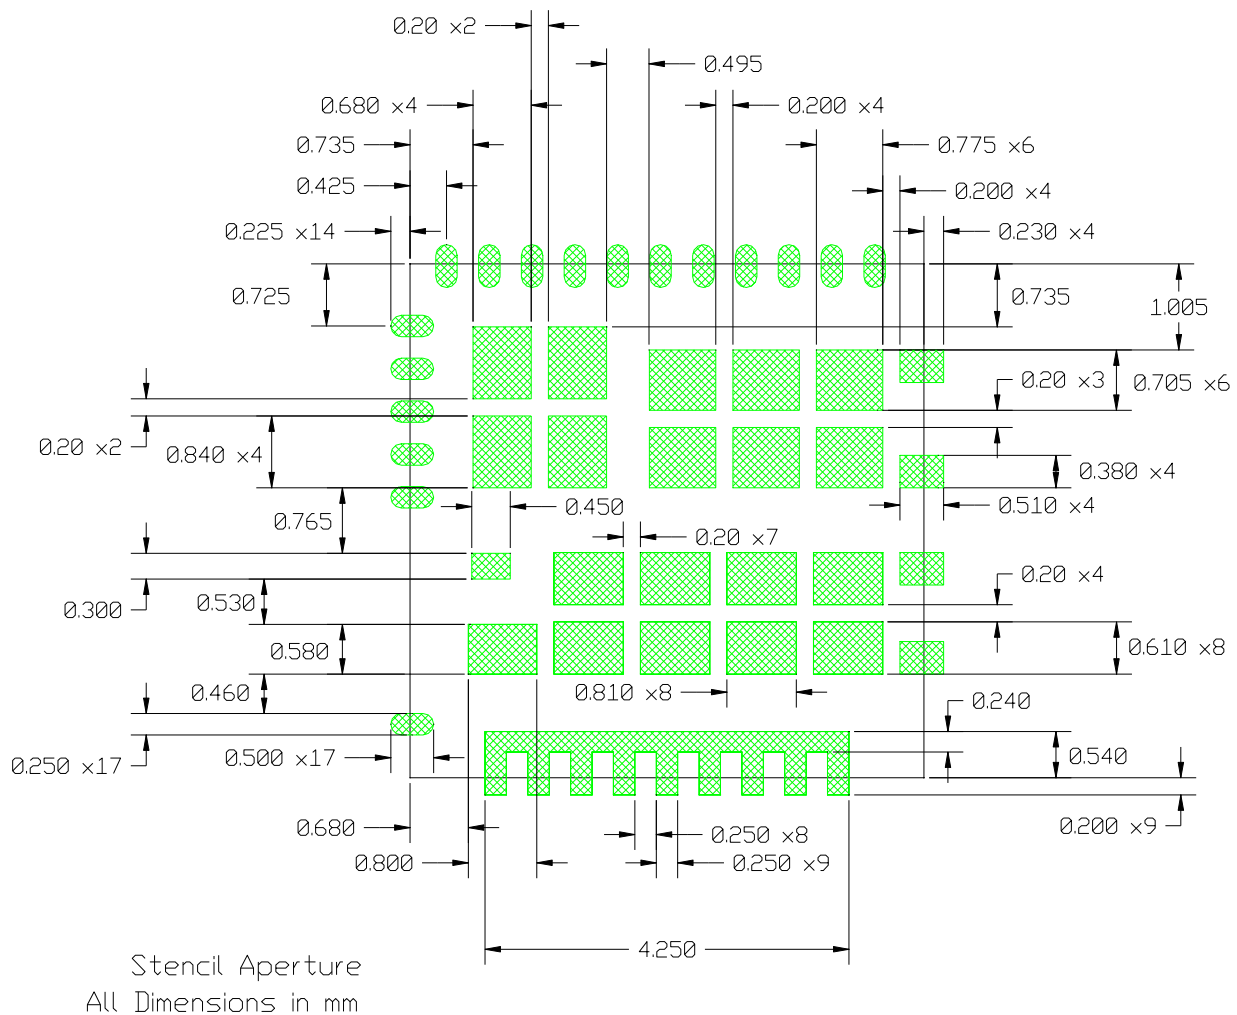 0.20 x2
0.495
0.680 x4
0.200 x4
0.735
0.775 x6
0.425
0.200 x4
0.225 x14
0.230 x4
0.725
0.735
1.005
0.20 x3
0.705 x6
0.20 x2
0.840 x4
0.380 x4
0.450
0.510 x4
0.765
0.20 x7
0.20 x4
0.300
0.530
0.580
0.610 x8
0.460
0.810 x8
0.240
0.250 x17
0.500 x17
0.540
0.680
0.250 x8
0.200 x9
0.800
0.250 x9
4.250
Stencil Aperture
All Dimensions in mm